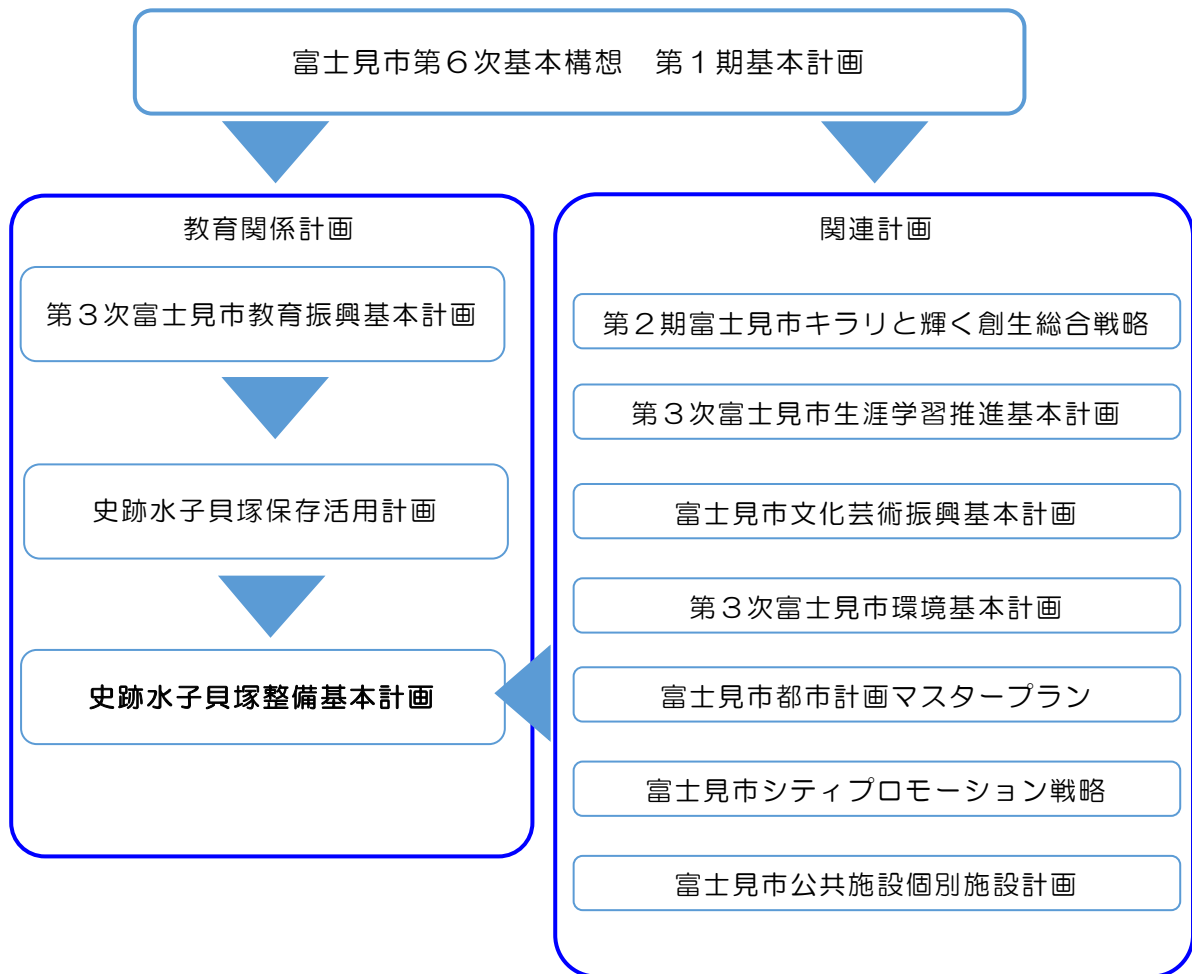 富士見市第６次基本構想　第１期基本計画
教育関係計画
第３次富士見市教育振興基本計画
史跡水子貝塚保存活用計画
史跡水子貝塚整備基本計画
関連計画
第２期富士見市キラリと輝く創生総合戦略
第３次富士見市生涯学習推進基本計画
富士見市文化芸術振興基本計画
第３次富士見市環境基本計画
富士見市都市計画マスタープラン
富士見市シティプロモーション戦略
富士見市公共施設個別施設計画